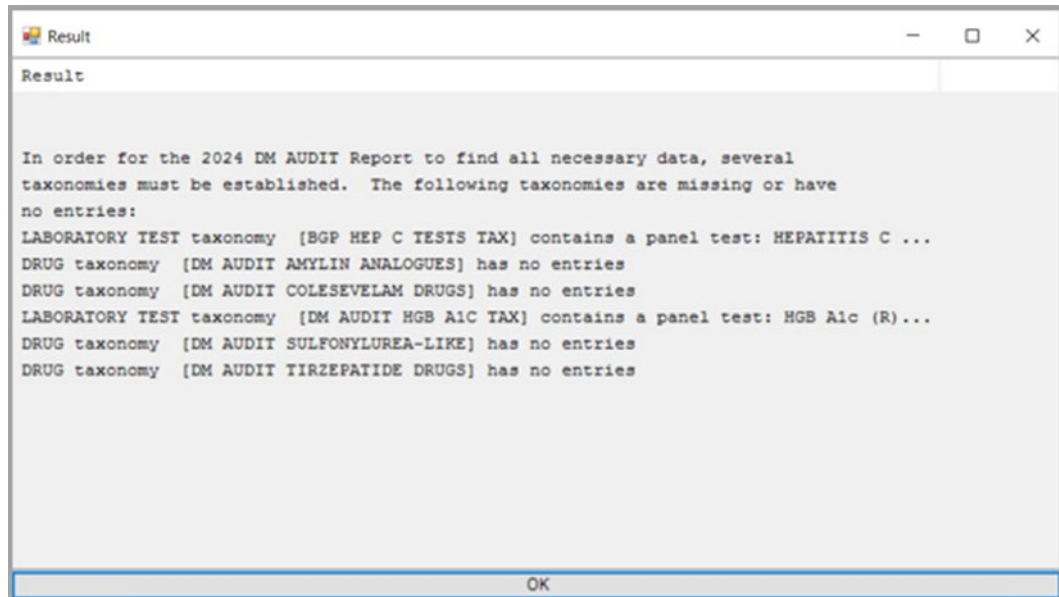 Result
Result
In order for the 2024 DM AUDIT Report to find all necessary data, several
taxonomies must be established.  The following taxonomies are missing or have
no entries:
LABORATORY TEST taxonomy  [BGP HEP C TESTS TAX] contains a panel test: HEPATITIS C ...
DRUG taxonomy  [DM AUDIT AMYLIN ANALOGUES] has no entries
DRUG taxonomy  [DM AUDIT COLESEVELAM DRUGS] has no entries
LABORATORY TEST taxonomy  [DM AUDIT HGB A1C TAX] contains a panel test: HGB A1c (R)...
DRUG taxonomy  [DM AUDIT SULFONYLUREA-LIKE] has no entries
DRUG taxonomy  [DM AUDIT TIRZEPATIDE DRUGS] has no entries
OK